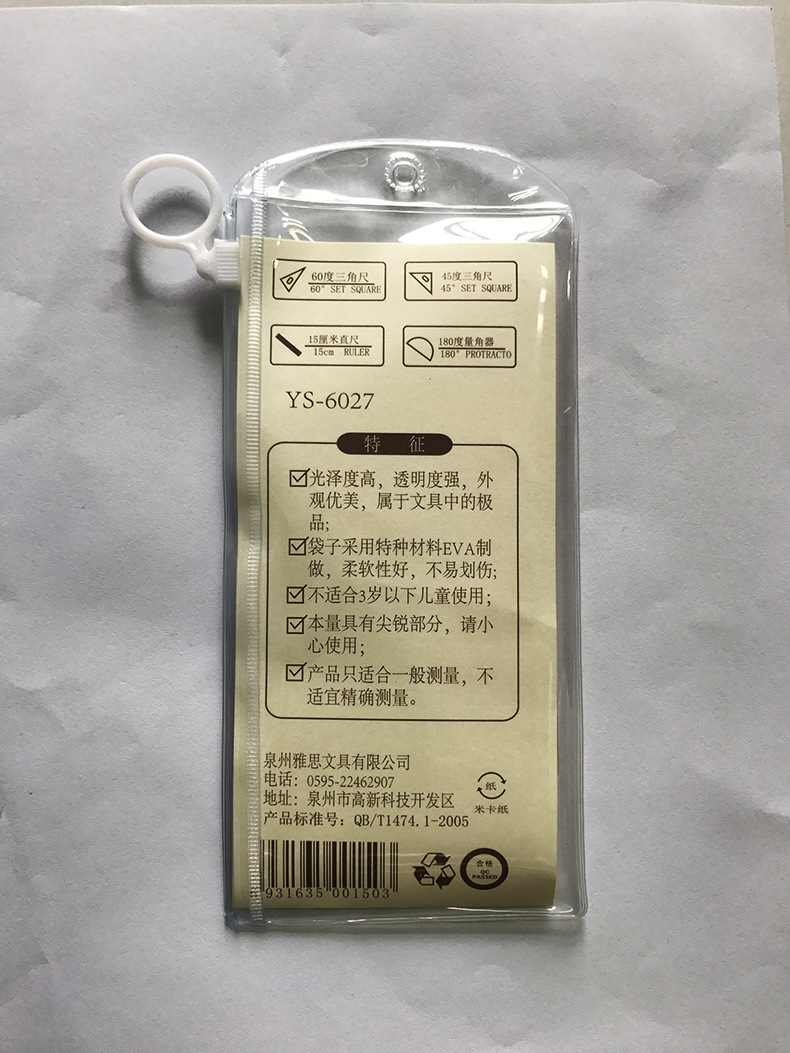 60度三角尺
60° SET SQUARE
45度三角尺
45° SET SQUARE
15厘米直尺
15cm RULER
180度量角器
180° PROTRACTO
YS-6027
特 征
光泽度高，透明度强，外
观优美，属于文具中的极
品;
袋子采用特种材料EVA制
做，柔软性好，不易划伤;
不适合3岁以下儿童使用；
本量具有尖锐部分，请小
心使用；
产品只适合一般测量，不
适宜精确测量。
泉州雅思文具有限公司
电话：0595-22462907
地址：泉州市高新科技开发区
产品标准号：QB/T1474.1-2005
纸
米卡纸
931635 001503
合格
QC
PASSED